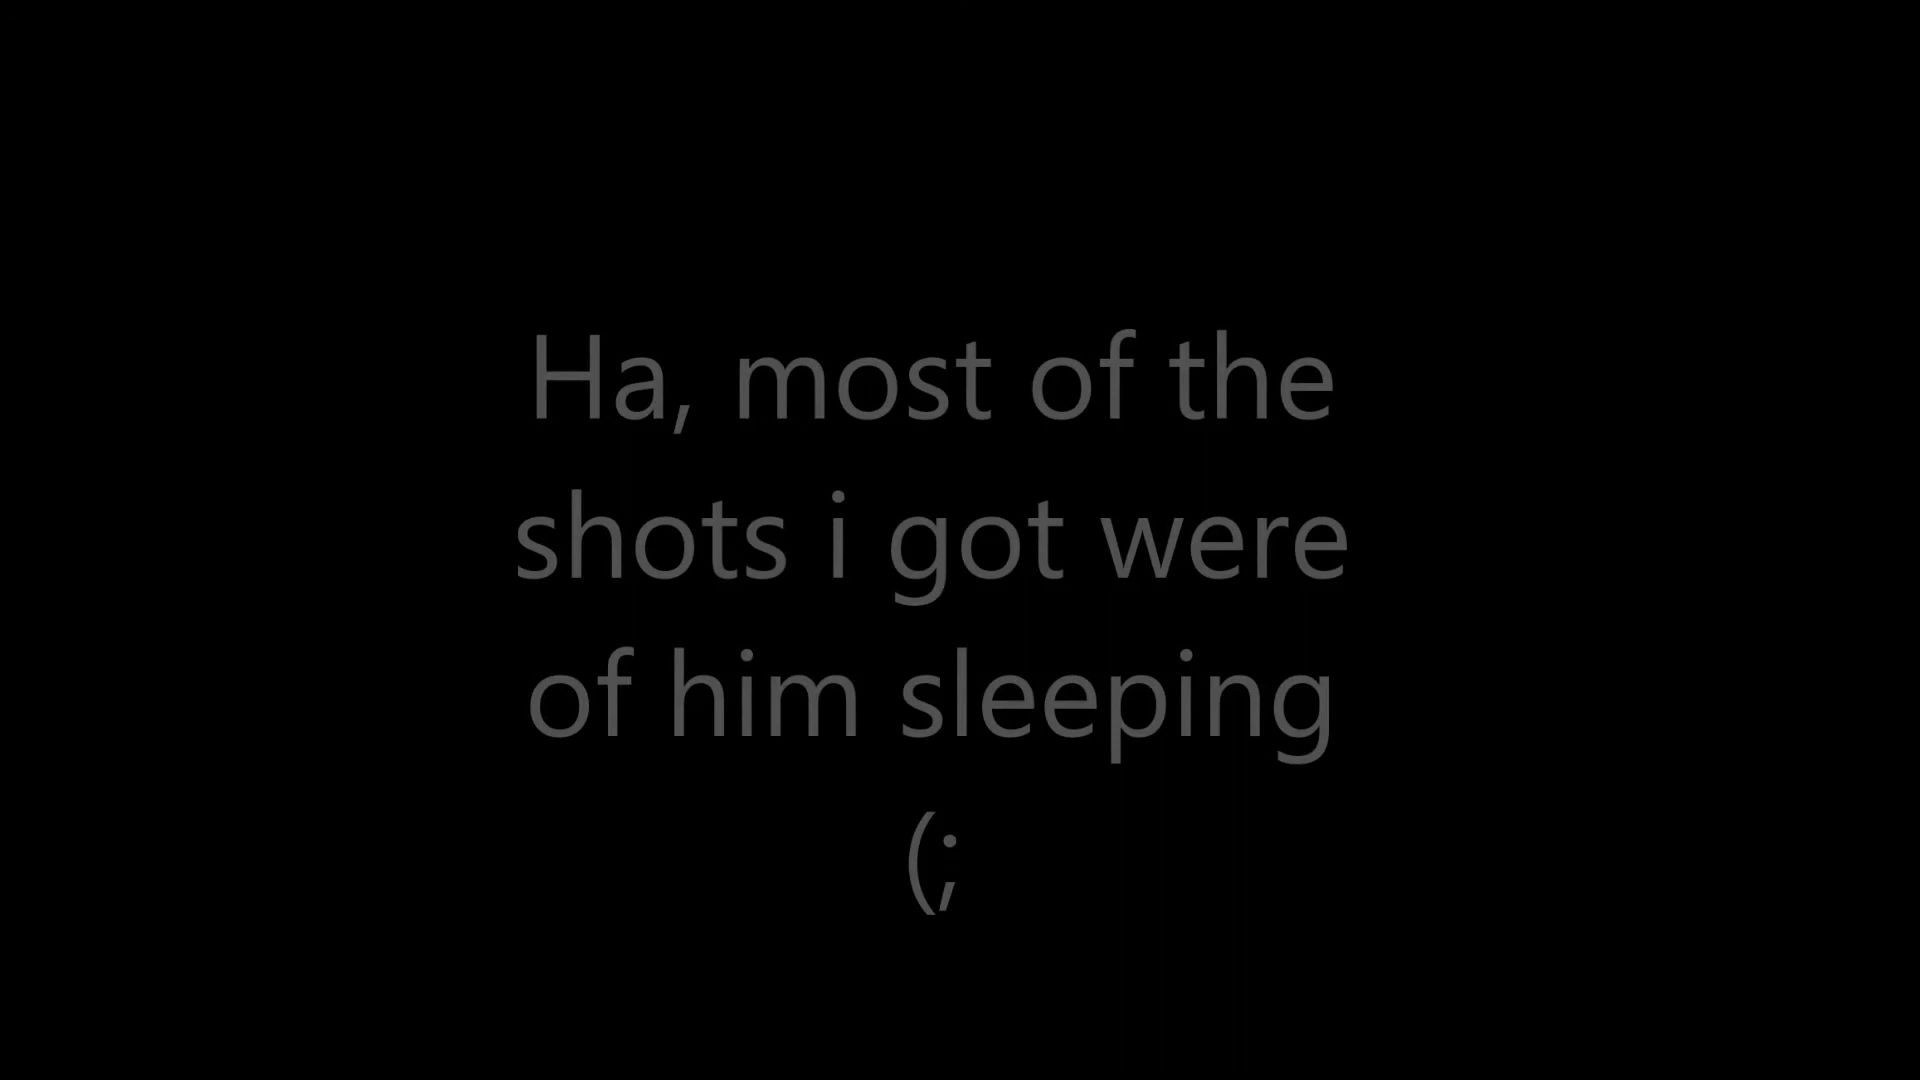 Ha, most of the
shots i got were
of him sleeping
(;